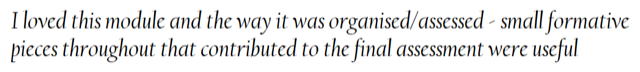 I loved this module and the way it was organised/assessed - small formative
pieces throughout that contributed to the final assessment were useful